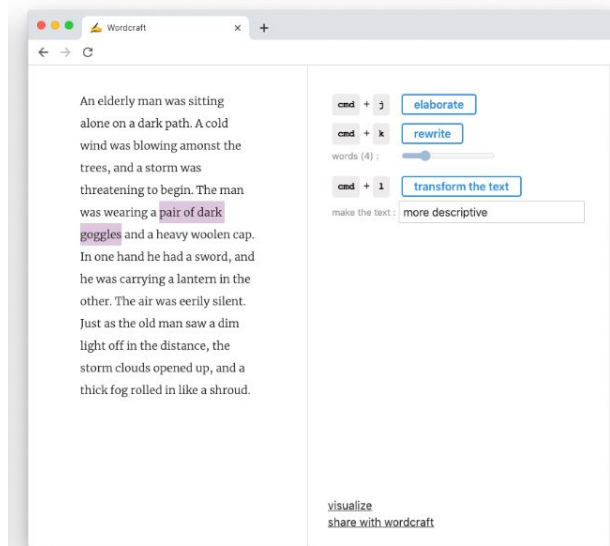 Wordcraft
An elderly man was sitting
alone on a dark path. A cold
wind was blowing amonst the
trees, and a storm was
threatening to begin. The man
was wearing a pair of dark
goggles and a heavy woolen cap.
In one hand he had a sword, and
he was carrying a lantern in the
other. The air was eerily silent.
Just as the old man saw a dim
light off in the distance, the
storm clouds opened up, and a
thick fog rolled in like a shroud.
cmd + j elaborate
cmd + k rewrite
words (4) :
cmd + l transform the text
make the text : more descriptive
visualize
share with wordcraft